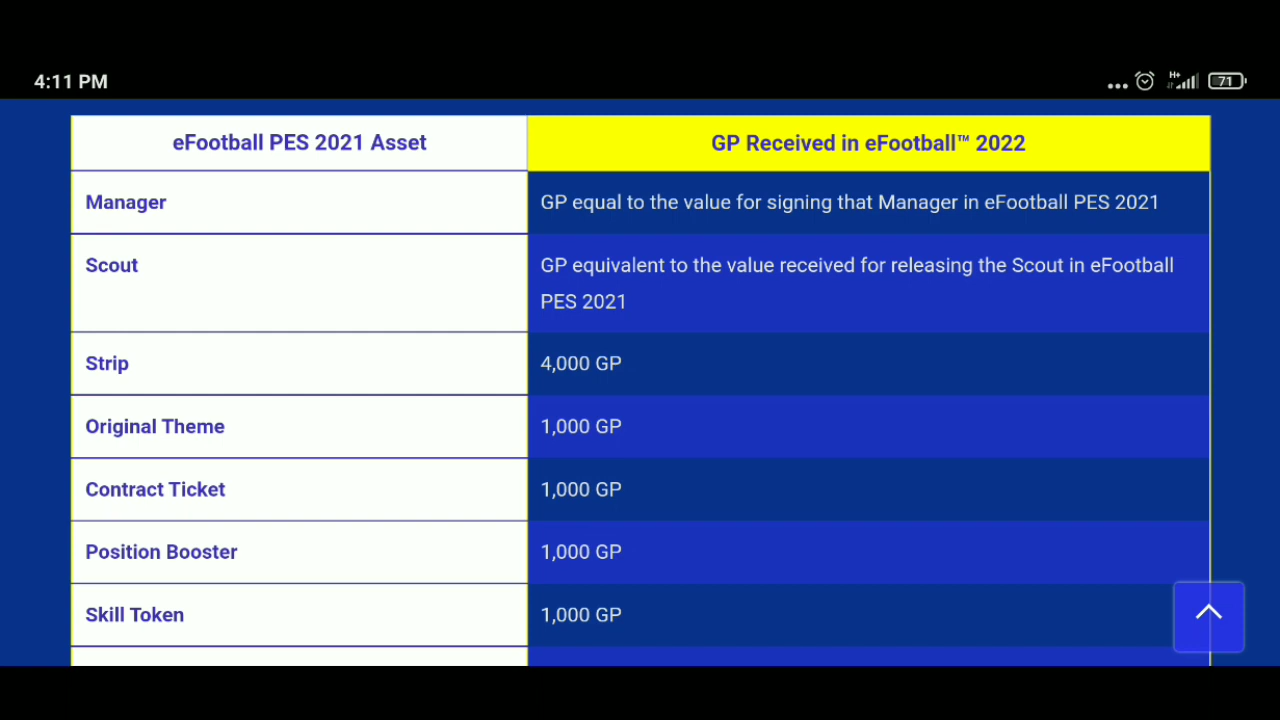 4:11 PM
H+
71
eFootball PES 2021 Asset
GP Received in eFootball™ 2022
Manager
GP equal to the value for signing that Manager in eFootball PES 2021
Scout
GP equivalent to the value received for releasing the Scout in eFootball
PES 2021
Strip
4,000 GP
Original Theme
1,000 GP
Contract Ticket
1,000 GP
Position Booster
1,000 GP
Skill Token
1,000 GP